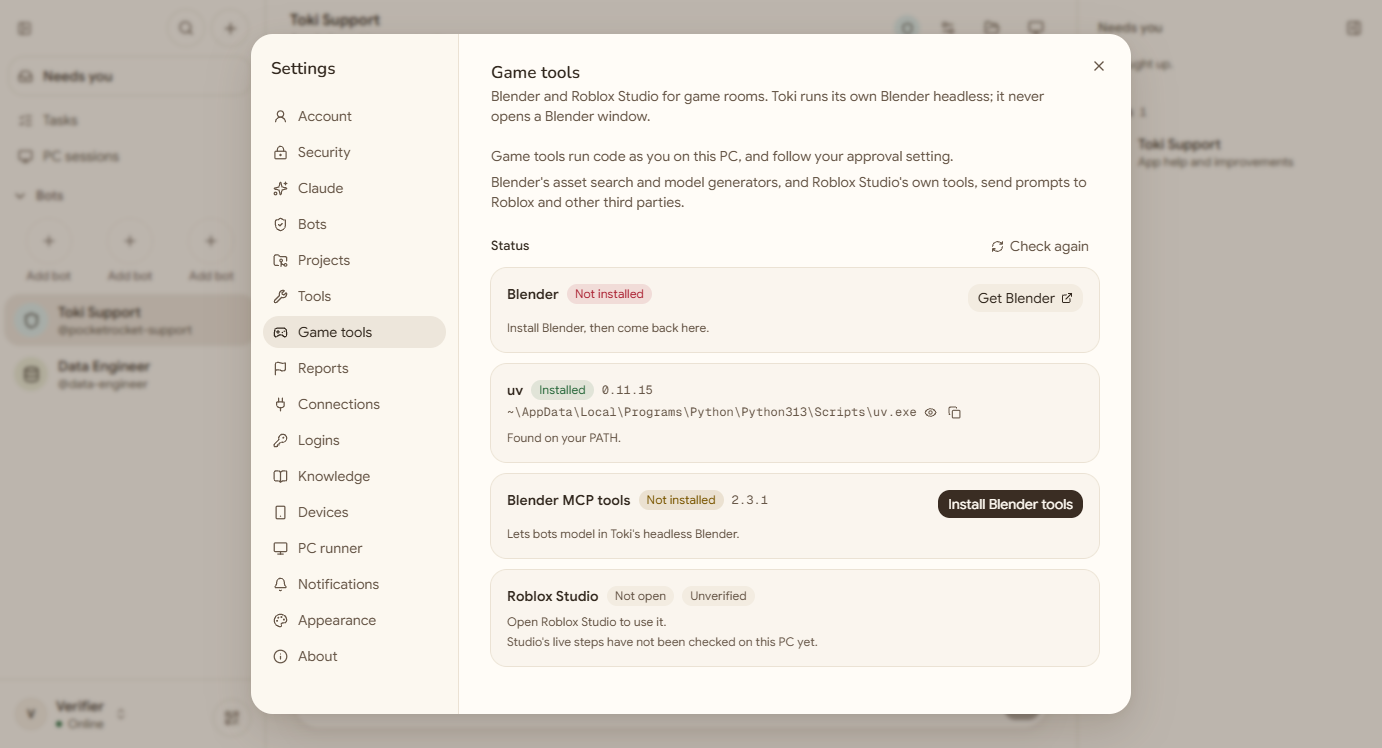 Toki Support
Needs you
Needs you
ught up.
Tasks
PC sessions
Bots
Add bot
Add bot
Add bot
Toki Support
@pocketrocket-support
Data Engineer
@data-engineer
Verifier
Online
V
1
Toki Support
App help and improvements
Settings
Account
Security
Claude
Bots
Projects
Tools
Game tools
Reports
Connections
Logins
Knowledge
Devices
PC runner
Notifications
Appearance
About
Game tools
Blender and Roblox Studio for game rooms. Toki runs its own Blender headless; it never
opens a Blender window.
Game tools run code as you on this PC, and follow your approval setting.
Blender's asset search and model generators, and Roblox Studio's own tools, send prompts to
Roblox and other third parties.
Status
Check again
Blender Not installed
Get Blender
Install Blender, then come back here.
uv Installed 0.11.15
~\AppData\Local\Programs\Python\Python313\Scripts\uv.exe
Found on your PATH.
Blender MCP tools Not installed 2.3.1
Install Blender tools
Lets bots model in Toki's headless Blender.
Roblox Studio Not open Unverified
Open Roblox Studio to use it.
Studio's live steps have not been checked on this PC yet.